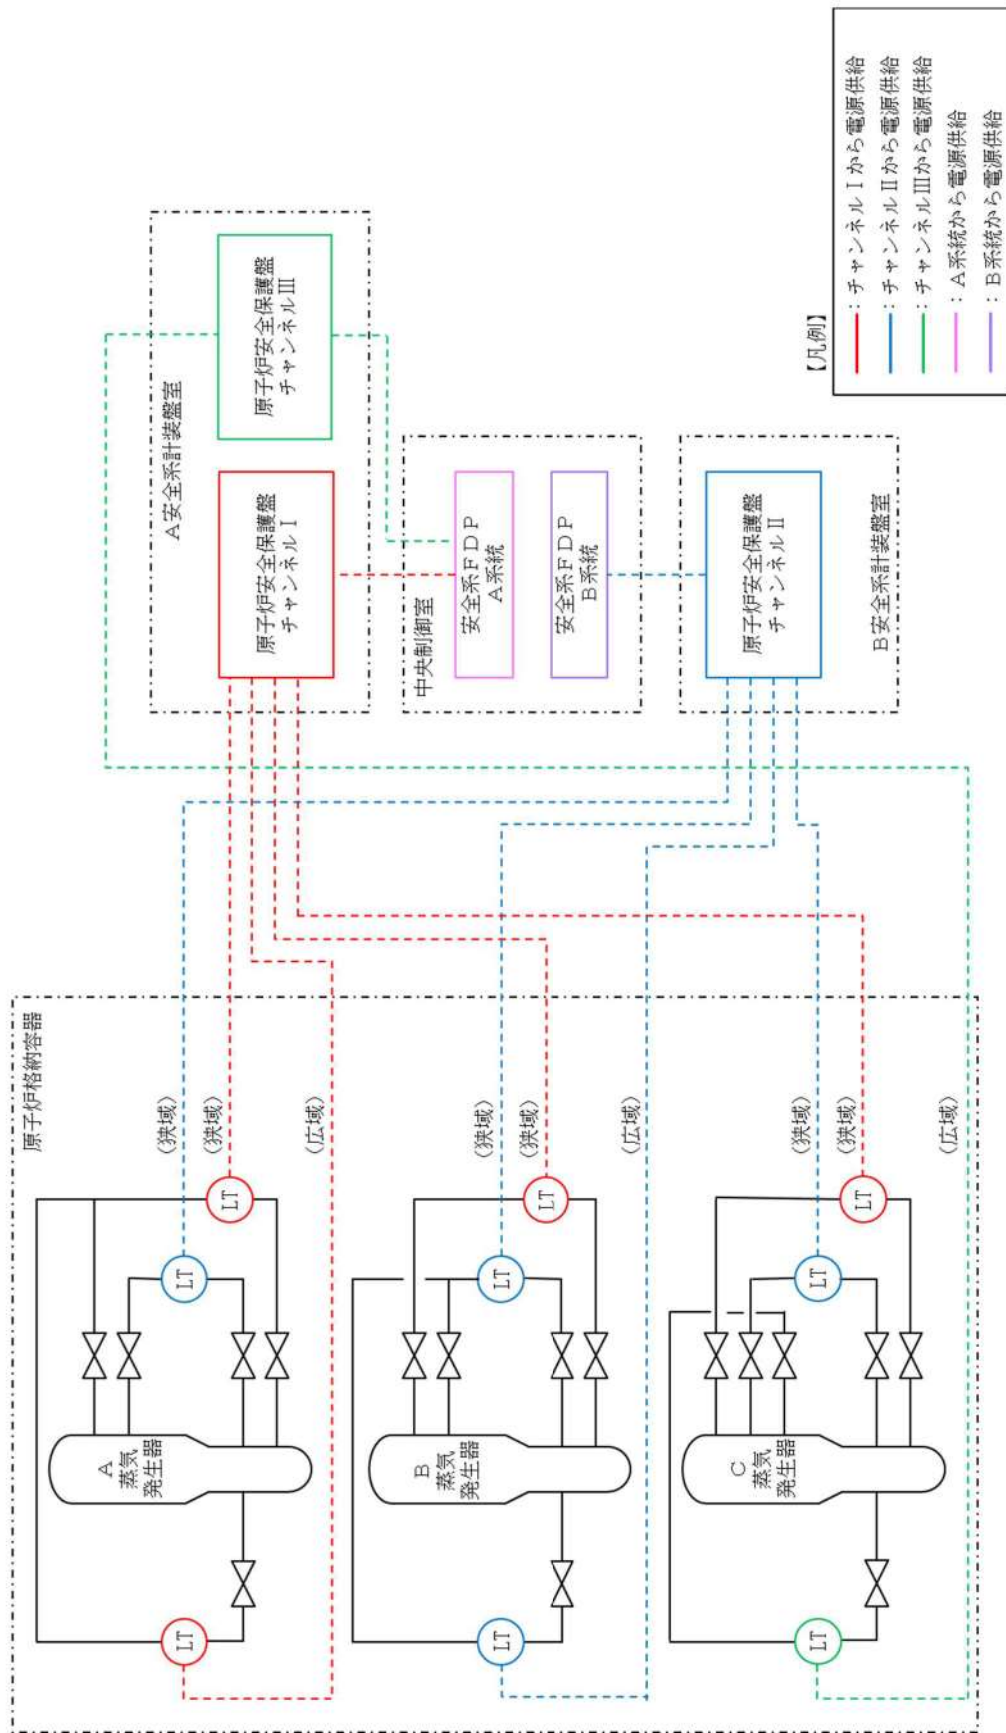 原子炉格納容器
A
蒸気
発生器
LT
LT
LT
(狭域)
(狭域)
(広域)
B
蒸気
発生器
LT
LT
LT
(狭域)
(狭域)
(広域)
C
蒸気
発生器
LT
LT
LT
(狭域)
(狭域)
(広域)
A安全系計装盤室
原子炉安全保護盤
チャンネルⅠ
原子炉安全保護盤
チャンネルⅢ
中央制御室
安全系FDP
A系統
安全系FDP
B系統
原子炉安全保護盤
チャンネルⅡ
B安全系計装盤室
【凡例】
：チャンネルⅠから電源供給
：チャンネルⅡから電源供給
：チャンネルⅢから電源供給
：A系統から電源供給
：B系統から電源供給